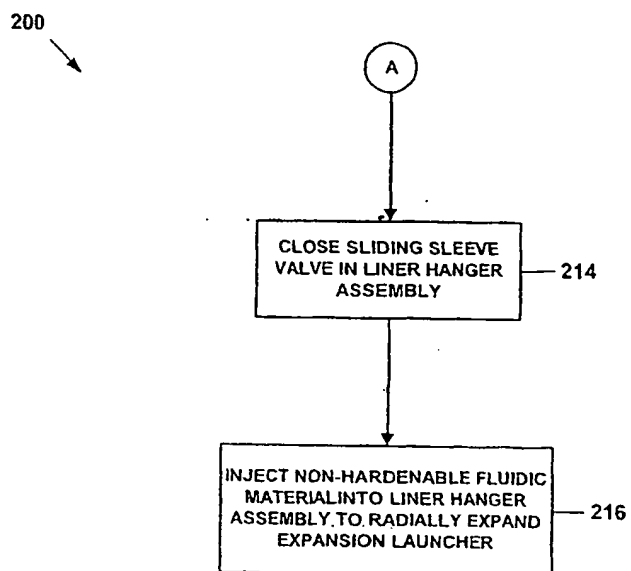 200
A
CLOSE SLIDING SLEEVE
VALVE IN LINER HANGER
ASSEMBLY
214
INJECT NON-HARDENABLE FLUIDIC
MATERIALINTO LINER HANGER
ASSEMBLY TO RADIALLY EXPAND
EXPANSION LAUNCHER
216